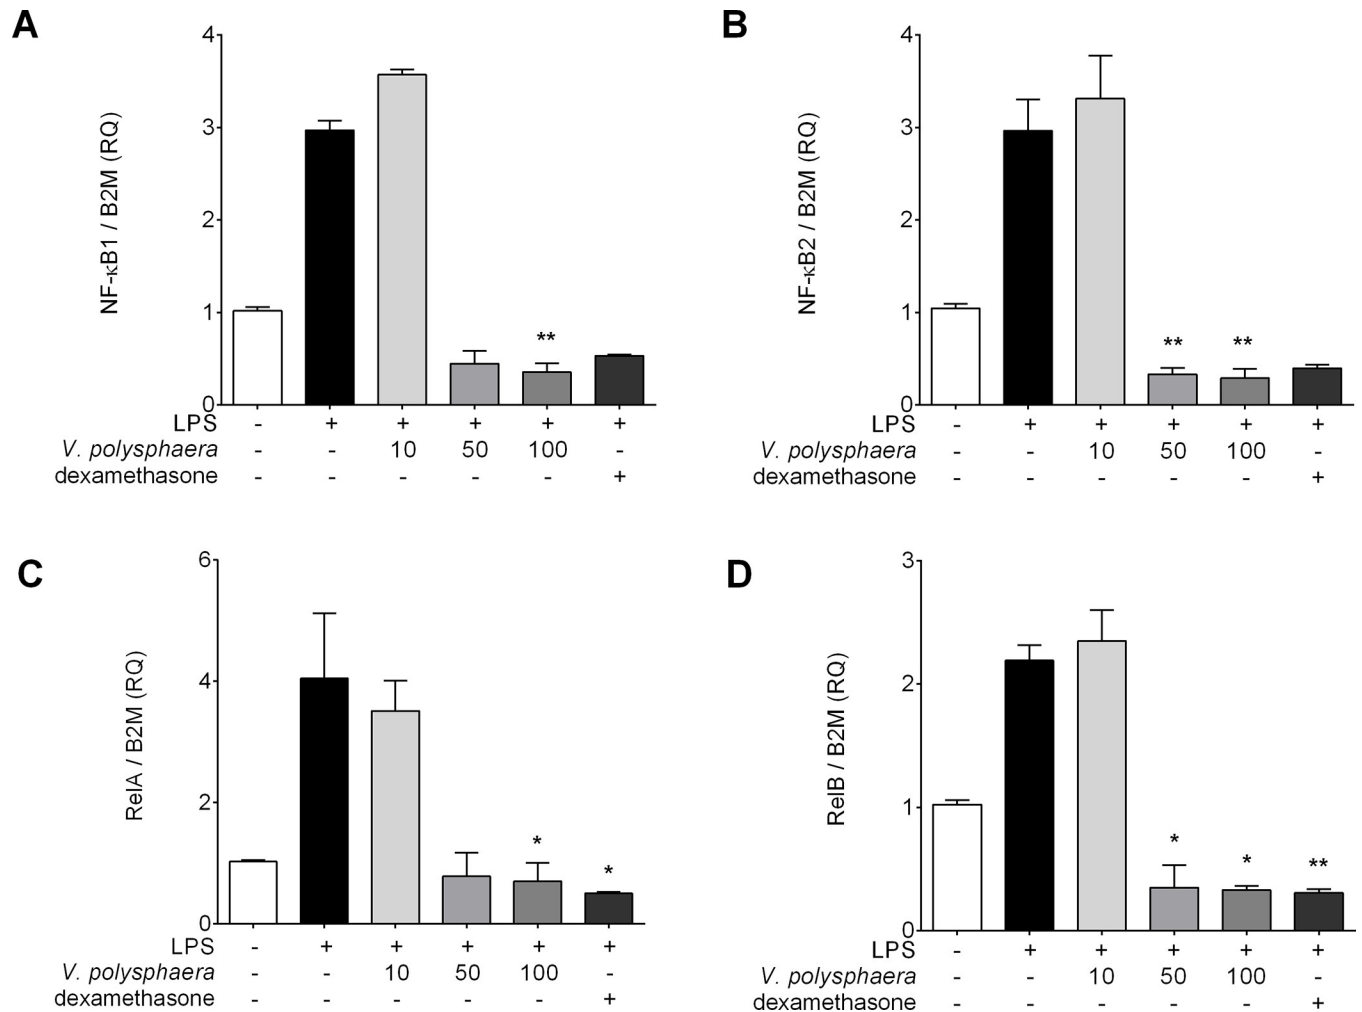 A
NF-κB1 / B2M (RQ)
4
3
2
1
0
**
LPS - + + + + +
V. polysphaera - - 10 50 100 -
dexamethasone - - - - - +
B
NF-κB2 / B2M (RQ)
4
3
2
1
0
** **
LPS - + + + + +
V. polysphaera - - 10 50 100 -
dexamethasone - - - - - +
C
RelA / B2M (RQ)
6
4
2
0
* *
LPS - + + + + +
V. polysphaera - - 10 50 100 -
dexamethasone - - - - - +
D
RelB / B2M (RQ)
3
2
1
0
* * **
LPS - + + + + +
V. polysphaera - - 10 50 100 -
dexamethasone - - - - - +